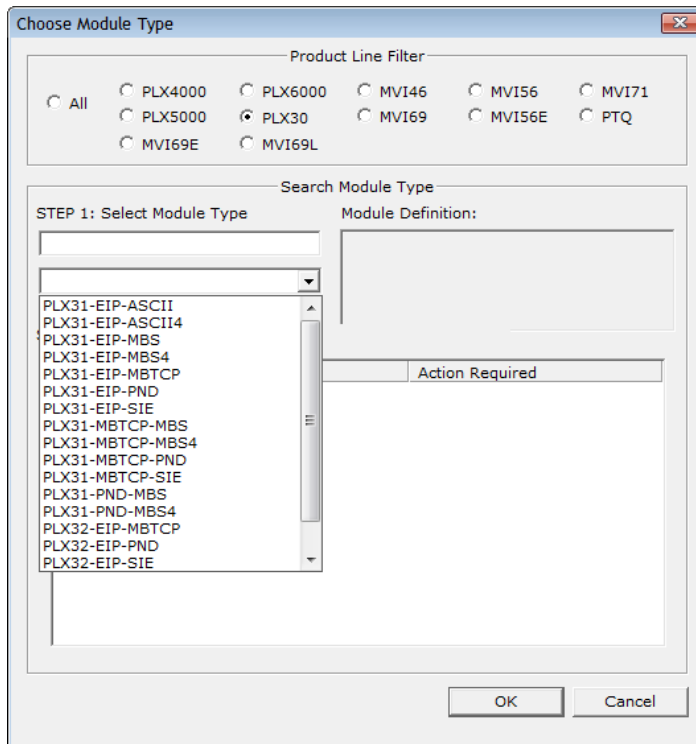 Choose Module Type
Product Line Filter
All
PLX4000
PLX6000
MVI46
MVI56
MVI71
PLX5000
PLX30
MVI69
MVI56E
PTQ
MVI69E
MVI69L
Search Module Type
STEP 1: Select Module Type
Module Definition:
PLX31-EIP-ASCII
PLX31-EIP-ASCII4
PLX31-EIP-MBS
PLX31-EIP-MBS4
PLX31-EIP-MBTCP
PLX31-EIP-PND
PLX31-EIP-SIE
PLX31-MBTCP-MBS
PLX31-MBTCP-MBS4
PLX31-MBTCP-PND
PLX31-MBTCP-SIE
PLX31-PND-MBS
PLX31-PND-MBS4
PLX32-EIP-MBTCP
PLX32-EIP-PND
PLX32-EIP-SIE
Action Required
OK
Cancel